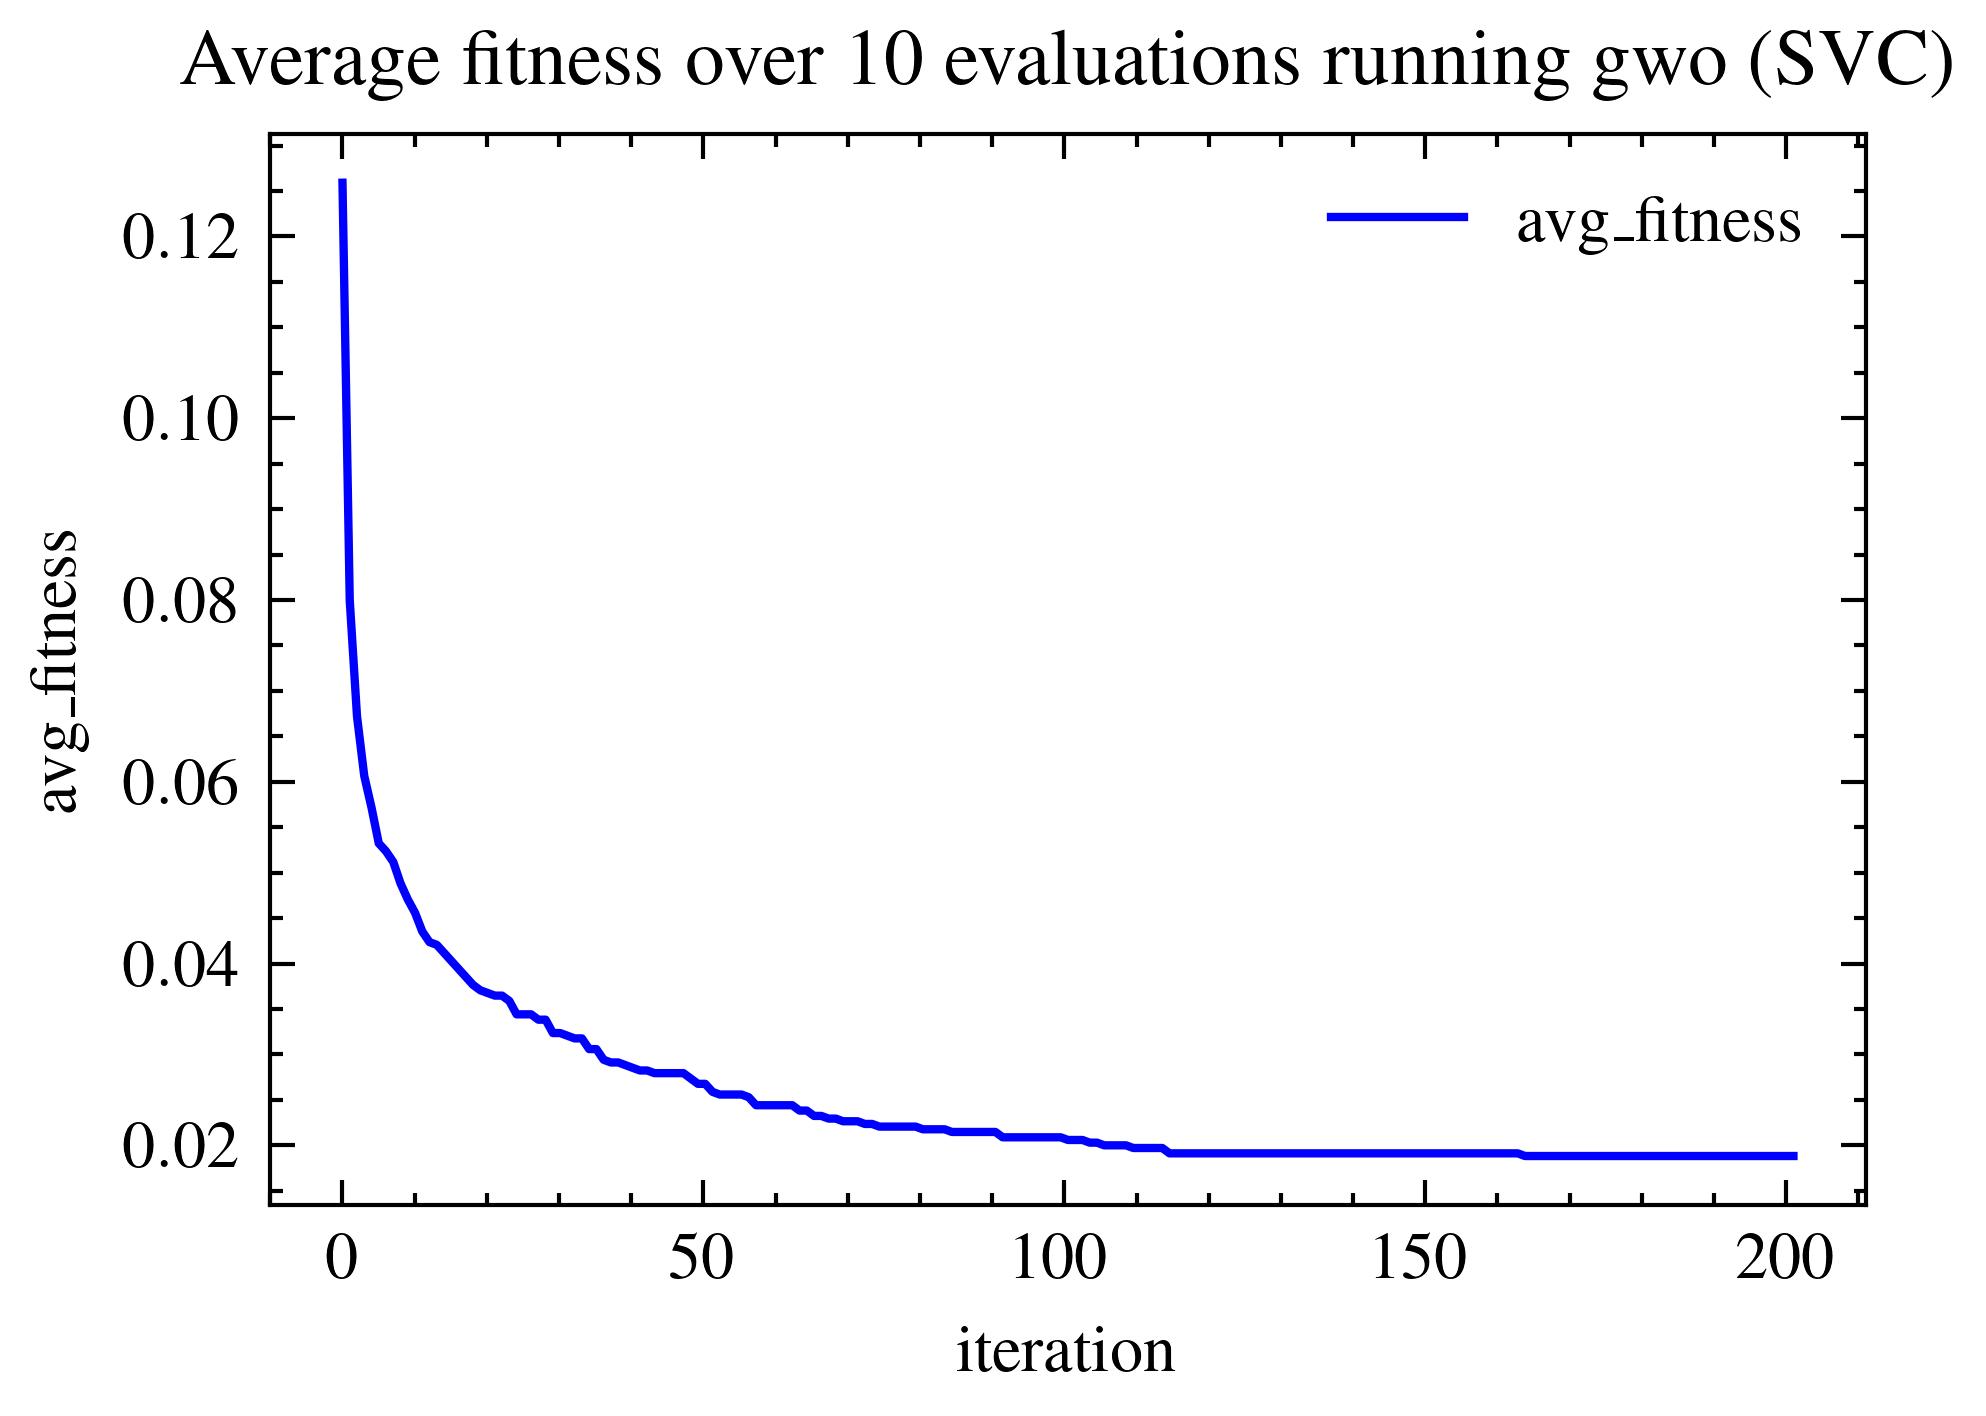 Average fitness over 10 evaluations running gwo (SVC)
avg_fitness
0.12
0.10
0.08
0.06
0.04
0.02
avg_fitness
0 50 100 150 200
iteration